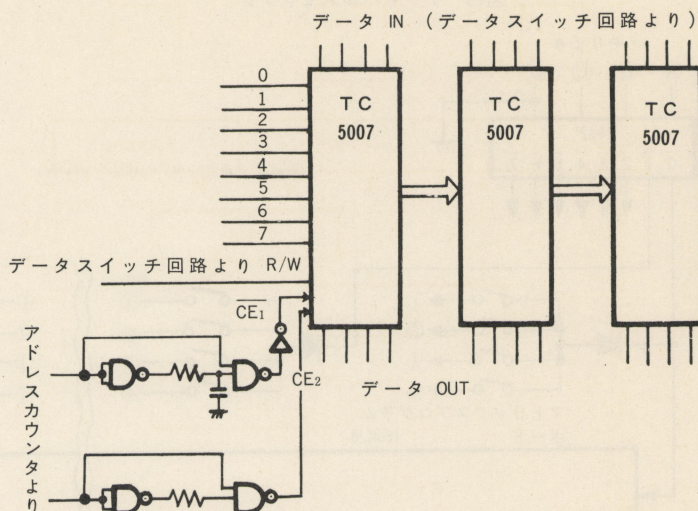 データ IN (データスイッチ回路より)
TC
5007
TC
5007
TC
5007
0
1
2
3
4
5
6
7
データスイッチ回路より R/W
CE1
CE2
データ OUT
アドレスカウンタより